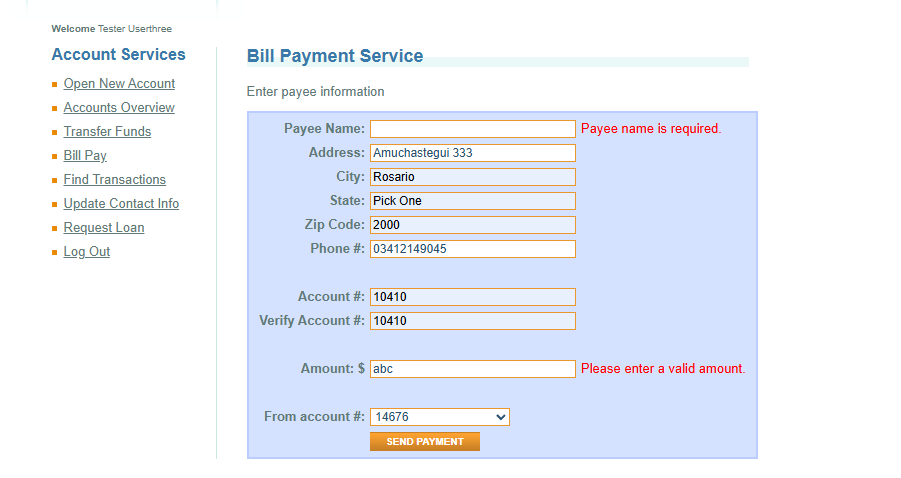 Welcome Tester Userthree
Account Services
Open New Account
Accounts Overview
Transfer Funds
Bill Pay
Find Transactions
Update Contact Info
Request Loan
Log Out
Bill Payment Service
Enter payee information
Payee Name: Payee name is required.
Address: Amuchastegui 333
City: Rosario
State: Pick One
Zip Code: 2000
Phone #: 03412149045
Account #: 10410
Verify Account #: 10410
Amount: $ abc Please enter a valid amount.
From account #: 14676
SEND PAYMENT